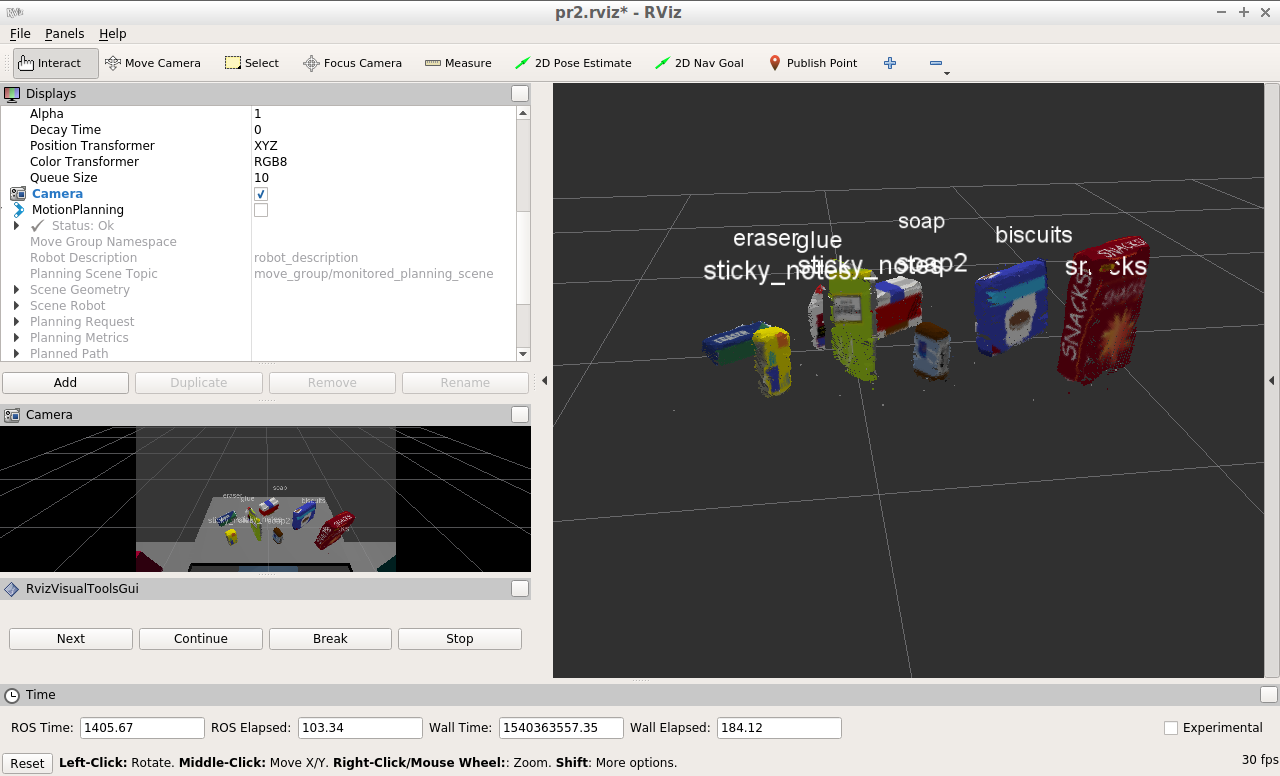 pr2.rviz* - RViz
File Panels Help
Interact Move Camera Select Focus Camera Measure 2D Pose Estimate 2D Nav Goal Publish Point
Displays
Alpha 1
Decay Time 0
Position Transformer XYZ
Color Transformer RGB8
Queue Size 10
Camera
MotionPlanning
Status: Ok
Move Group Namespace
Robot Description robot_description
Planning Scene Topic move_group/monitored_planning_scene
Scene Geometry
Scene Robot
Planning Request
Planning Metrics
Planned Path
Add Duplicate Remove Rename
Camera
eraser
glue
soap
biscuits
SNACKS
RvizVisualToolsGui
Next Continue Break Stop
soap
eraser glue biscuits
sticky_notes sticky_notes soap2 snacks
SNACKS
SNACKS
SNACKS
Time
ROS Time: 1405.67 ROS Elapsed: 103.34 Wall Time: 1540363557.35 Wall Elapsed: 184.12 Experimental
Reset Left-Click: Rotate. Middle-Click: Move X/Y. Right-Click/Mouse Wheel:: Zoom. Shift: More options. 30 fps